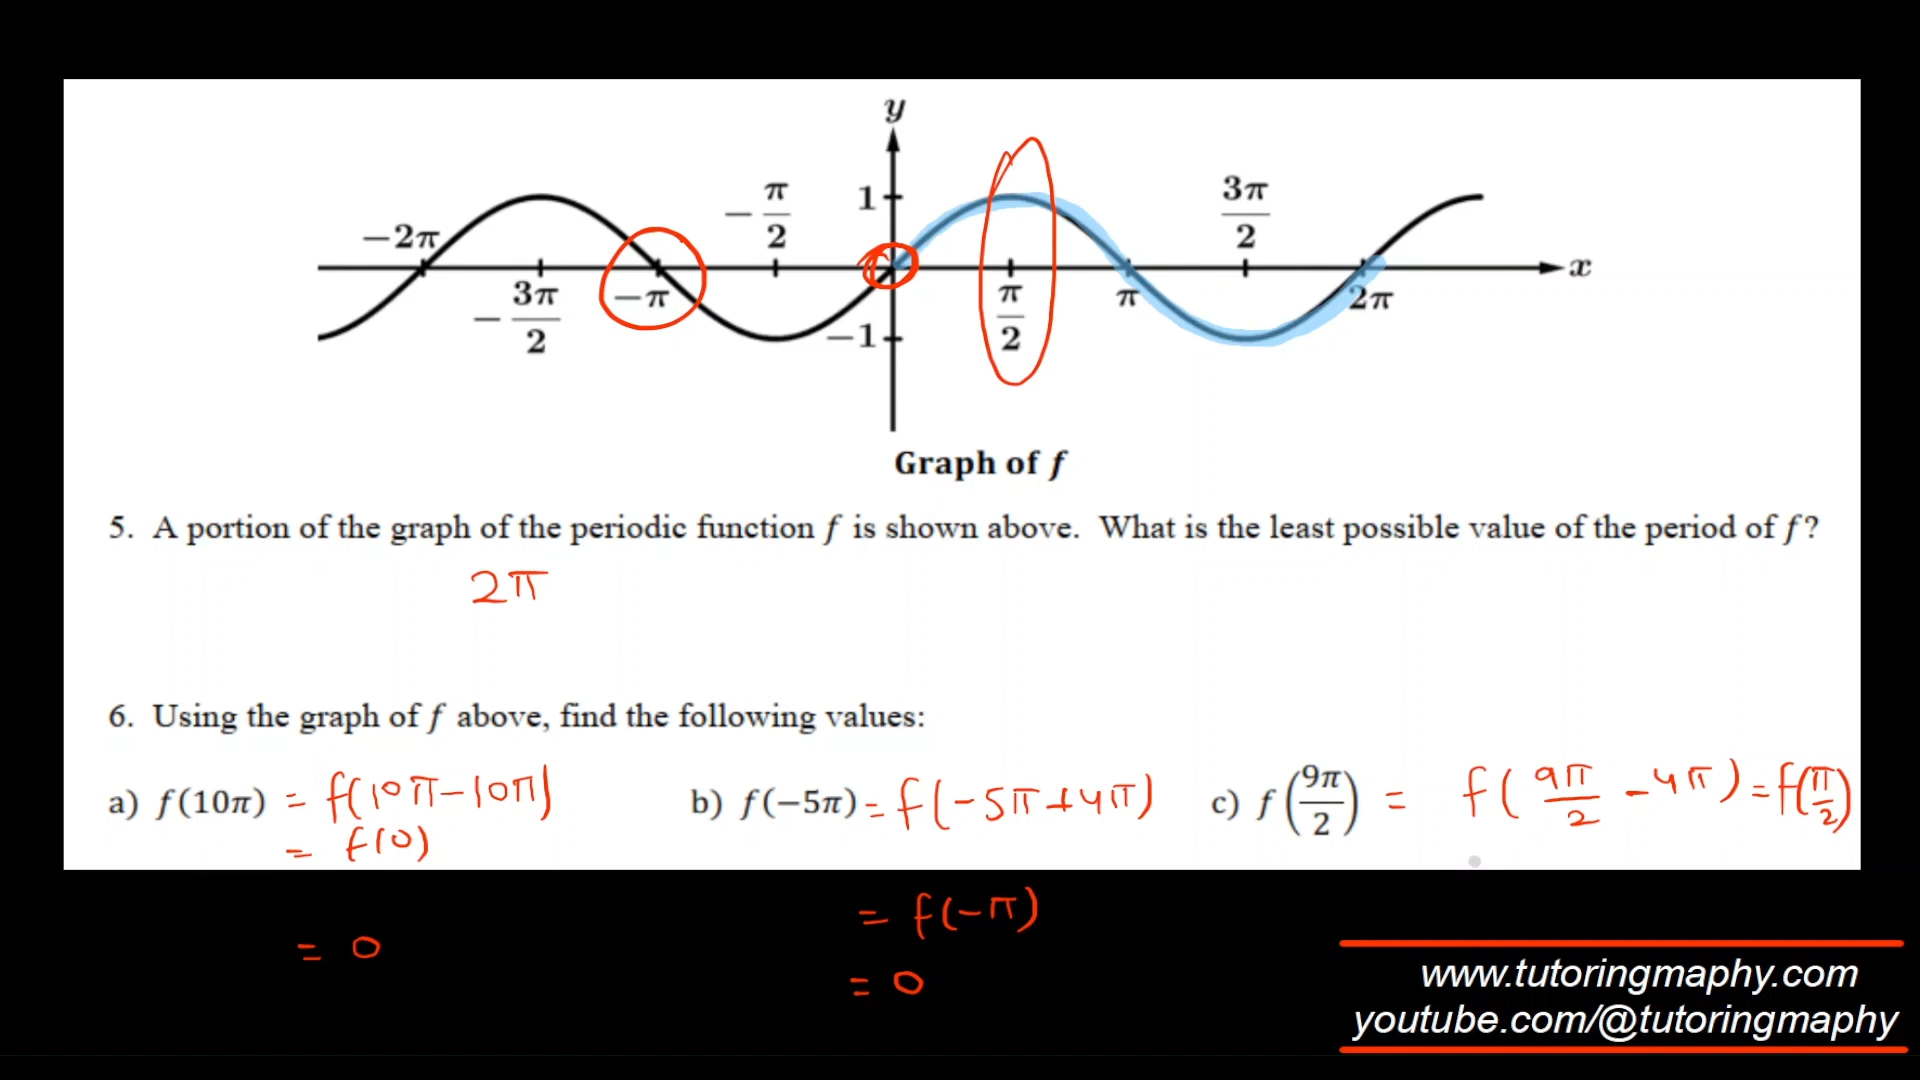 y
1
-2π
-3π/2
-π
-π/2
-1
π/2
π
3π/2
2π
x
Graph of f
5. A portion of the graph of the periodic function f is shown above. What is the least possible value of the period of f?
2π
6. Using the graph of f above, find the following values:
a) f(10π) = f(10π-10π)
= f(0)
= 0
b) f(−5π) = f(-5π+4π)
= f(-π)
= 0
c) f(9π/2) = f(9π/2 - 4π) = f(π/2)
www.tutoringmaphy.com
youtube.com/@tutoringmaphy